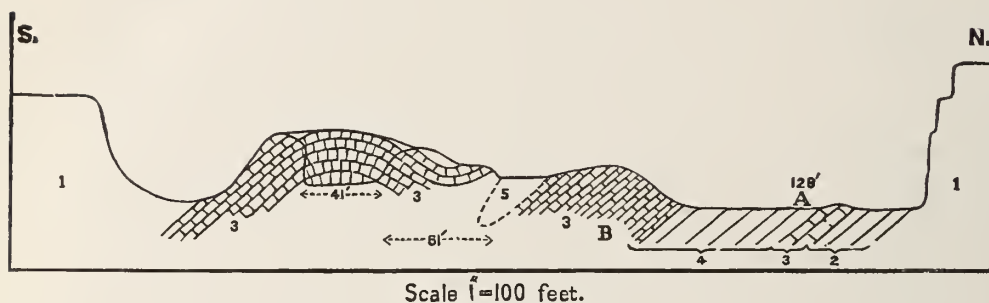 S. N.
128'
A
1 41' 3 5 1
3 3 B
61' 4 3 2
Scale 1"=100 feet.